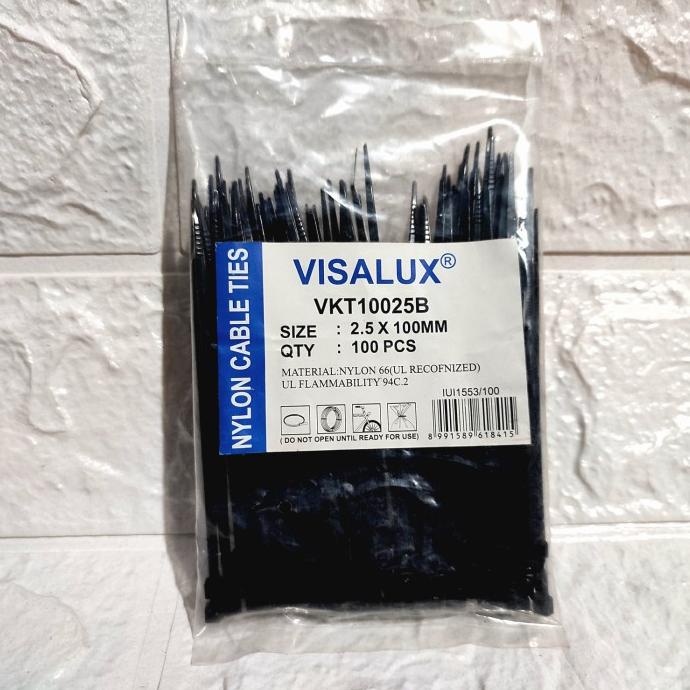 NYLON CABLE TIES
VISALUX®
VKT10025B
SIZE : 2.5 X 100MM
QTY : 100 PCS
MATERIAL:NYLON 66(UL RECOFNIZED)
UL FLAMMABILITY 94C.2
IUI1553/100
( DO NOT OPEN UNTIL READY FOR USE)
8 991589 618415